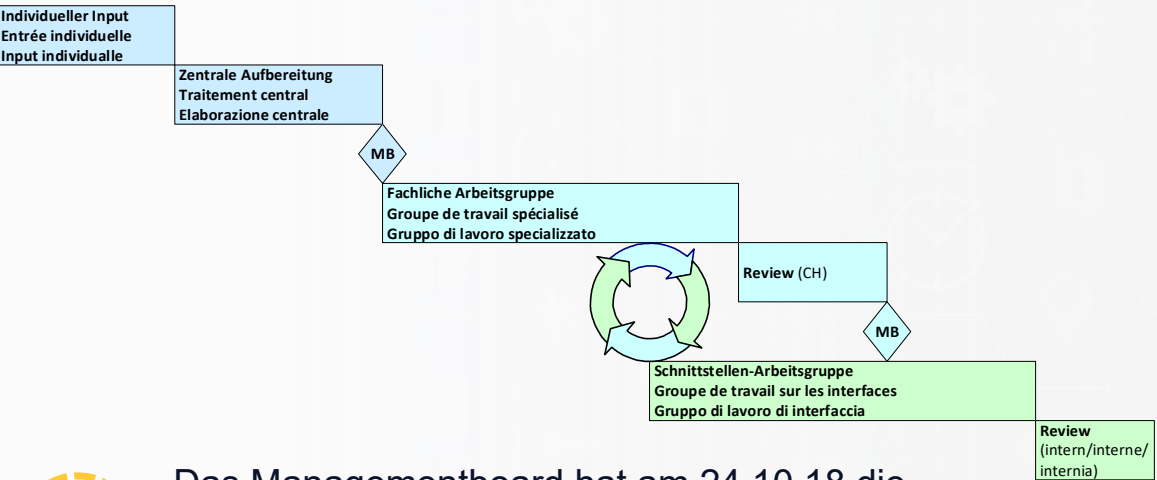 Individueller Input
Entrée individuelle
Input individualle
Zentrale Aufbereitung
Traitement central
Elaborazione centrale
MB
Fachliche Arbeitsgruppe
Groupe de travail spécialisé
Gruppo di lavoro specializzato
Review (CH)
MB
Schnittstellen-Arbeitsgruppe
Groupe de travail sur les interfaces
Gruppo di lavoro di interfaccia
Review
(intern/interne/
internia)
Das Managementboard hat am 24.10.18 die